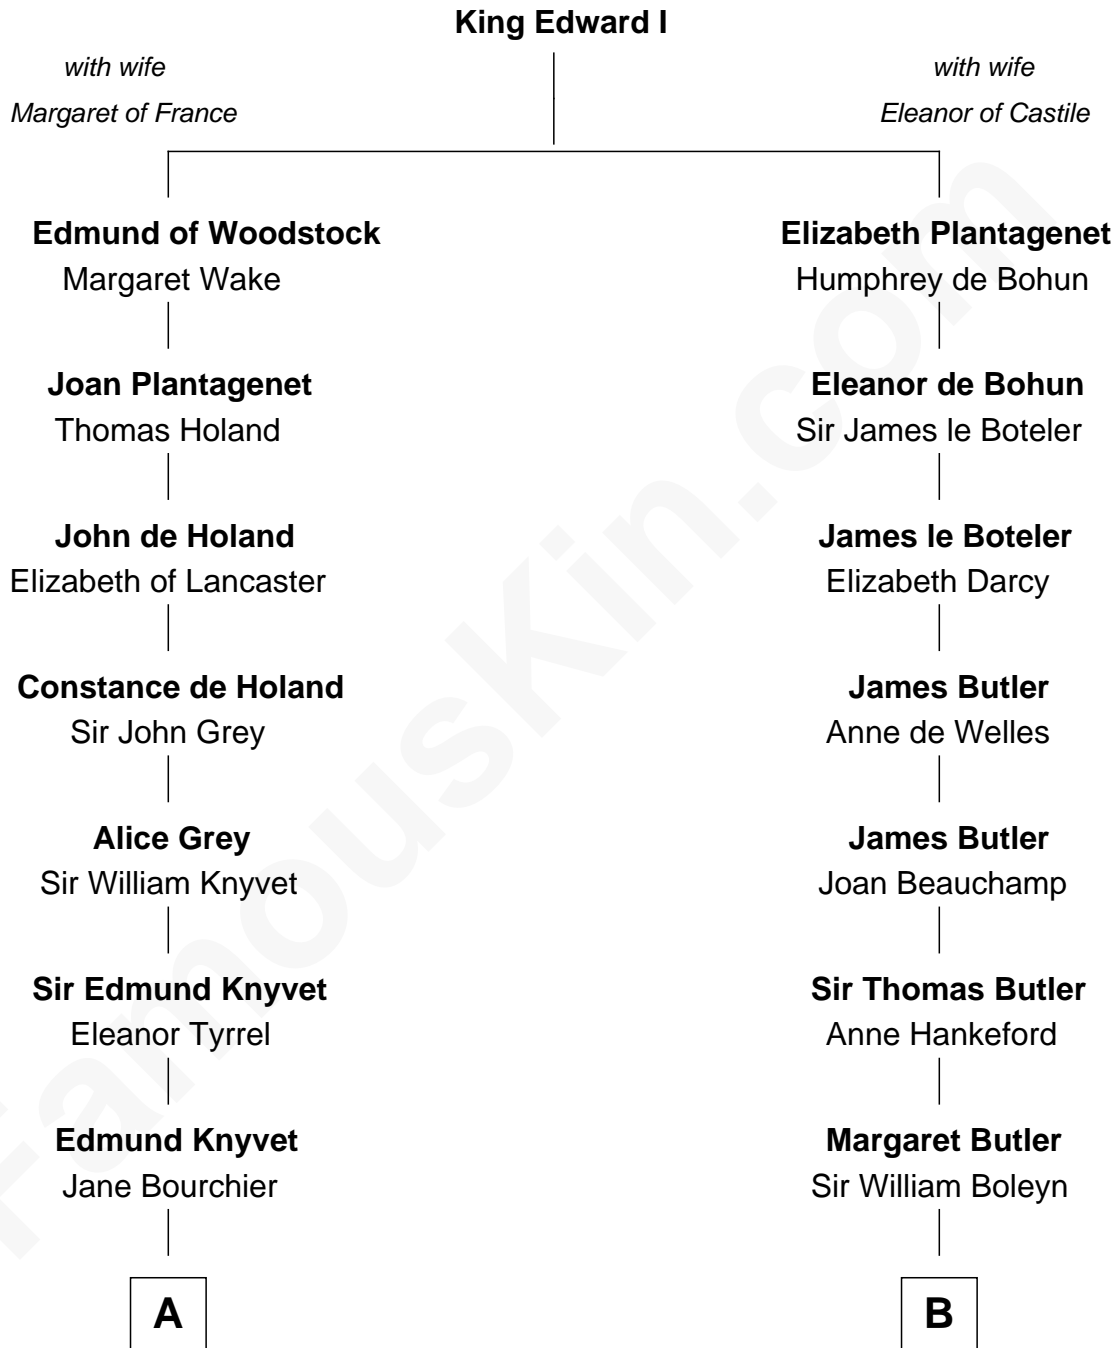 King Edward I
with wife
Margaret of France
with wife
Eleanor of Castile
Edmund of Woodstock
Margaret Wake
Elizabeth Plantagenet
Humphrey de Bohun
Joan Plantagenet
Thomas Holand
Eleanor de Bohun
Sir James le Boteler
John de Holand
Elizabeth of Lancaster
James le Boteler
Elizabeth Darcy
Constance de Holand
Sir John Grey
James Butler
Anne de Welles
Alice Grey
Sir William Knyvet
James Butler
Joan Beauchamp
Sir Edmund Knyvet
Eleanor Tyrrel
Sir Thomas Butler
Anne Hankeford
Edmund Knyvet
Jane Bourchier
Margaret Butler
Sir William Boleyn
A
B
FamousKin.com